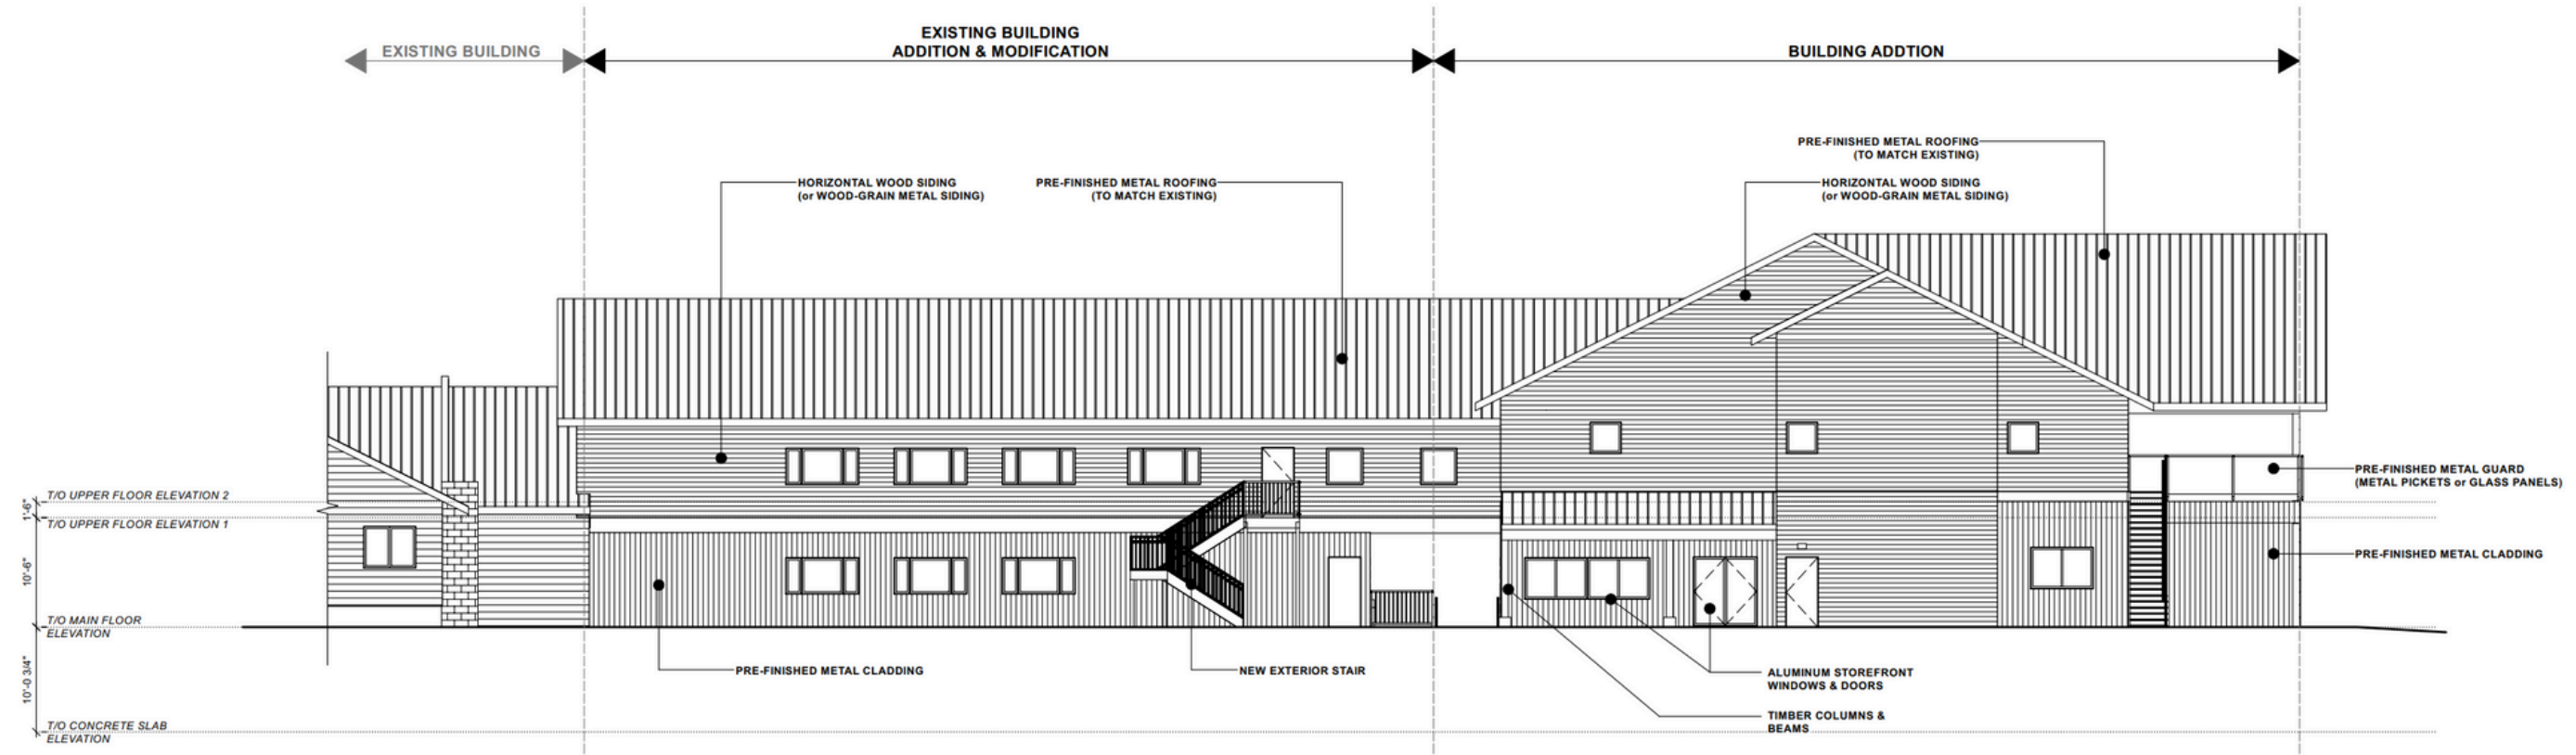 EXISTING BUILDING
EXISTING BUILDING
ADDITION & MODIFICATION
BUILDING ADDTION
PRE-FINISHED METAL ROOFING
(TO MATCH EXISTING)
HORIZONTAL WOOD SIDING
(or WOOD-GRAIN METAL SIDING)
PRE-FINISHED METAL ROOFING
(TO MATCH EXISTING)
HORIZONTAL WOOD SIDING
(or WOOD-GRAIN METAL SIDING)
PRE-FINISHED METAL GUARD
(METAL PICKETS or GLASS PANELS)
T/O UPPER FLOOR ELEVATION 2
1'-6"
T/O UPPER FLOOR ELEVATION 1
PRE-FINISHED METAL CLADDING
10'-6"
T/O MAIN FLOOR
ELEVATION
PRE-FINISHED METAL CLADDING
NEW EXTERIOR STAIR
ALUMINUM STOREFRONT
WINDOWS & DOORS
10'-0 3/4"
TIMBER COLUMNS &
BEAMS
T/O CONCRETE SLAB
ELEVATION